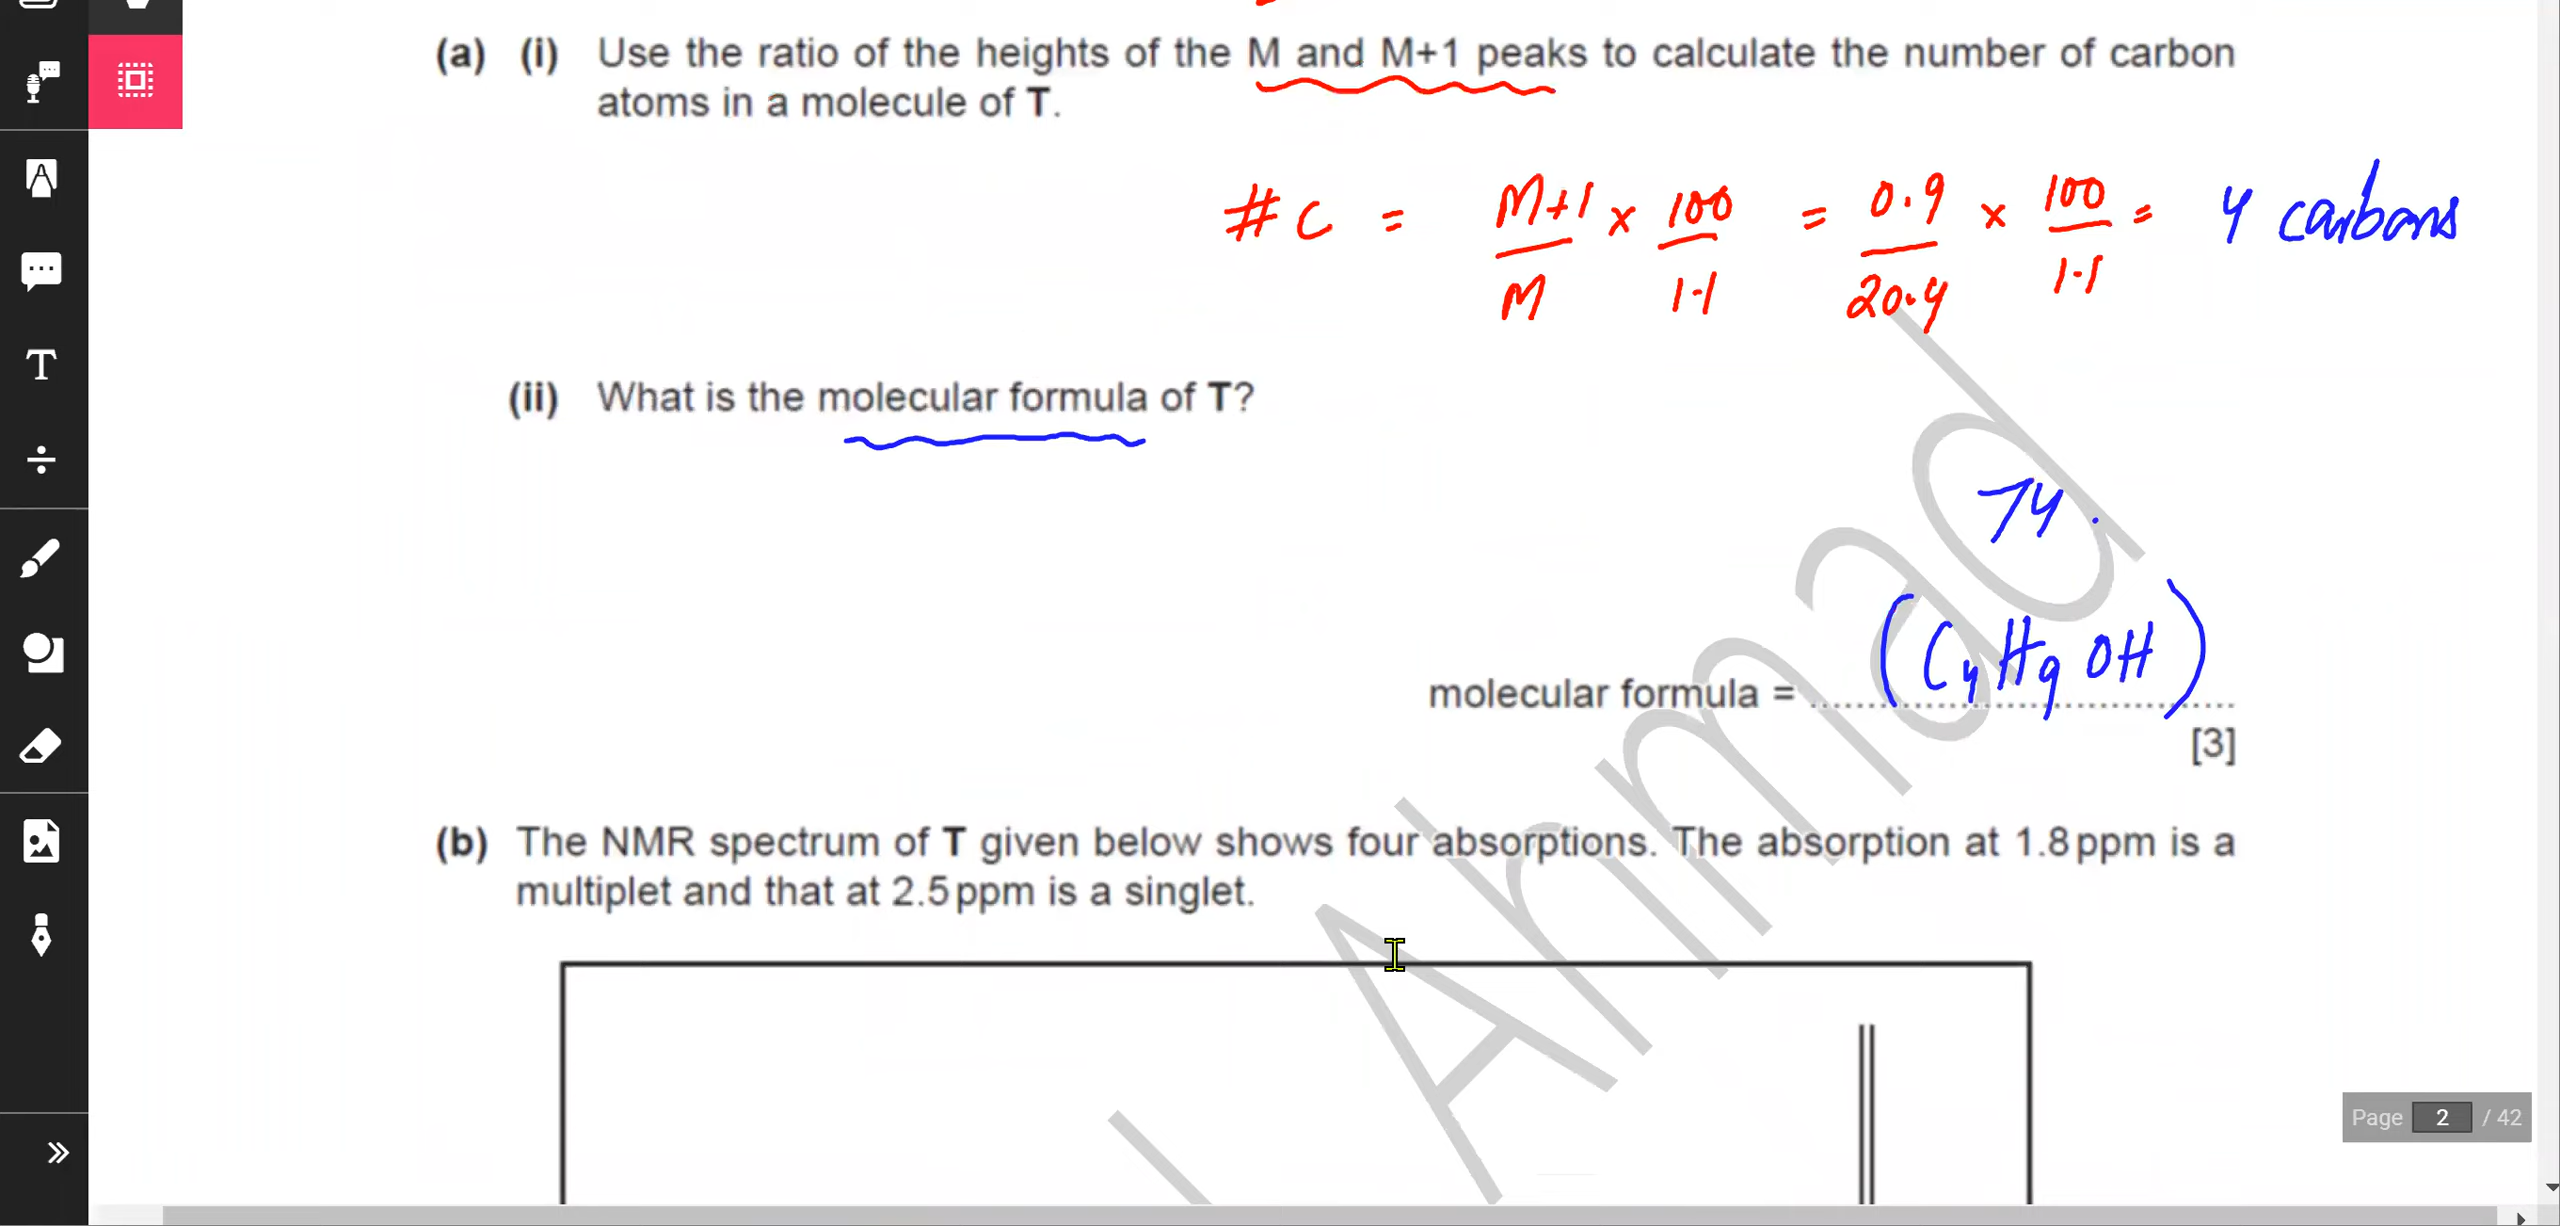 (a) (i) Use the ratio of the heights of the M and M+1 peaks to calculate the number of carbon
atoms in a molecule of T.
# C = M+1/M × 100/1.1 = 0.9/20.4 × 100/1.1 = 4 carbons
(ii) What is the molecular formula of T?
74.
molecular formula = (C4H9OH)
[3]
(b) The NMR spectrum of T given below shows four absorptions. The absorption at 1.8 ppm is a
multiplet and that at 2.5 ppm is a singlet.
Ahmad
Page 2 / 42